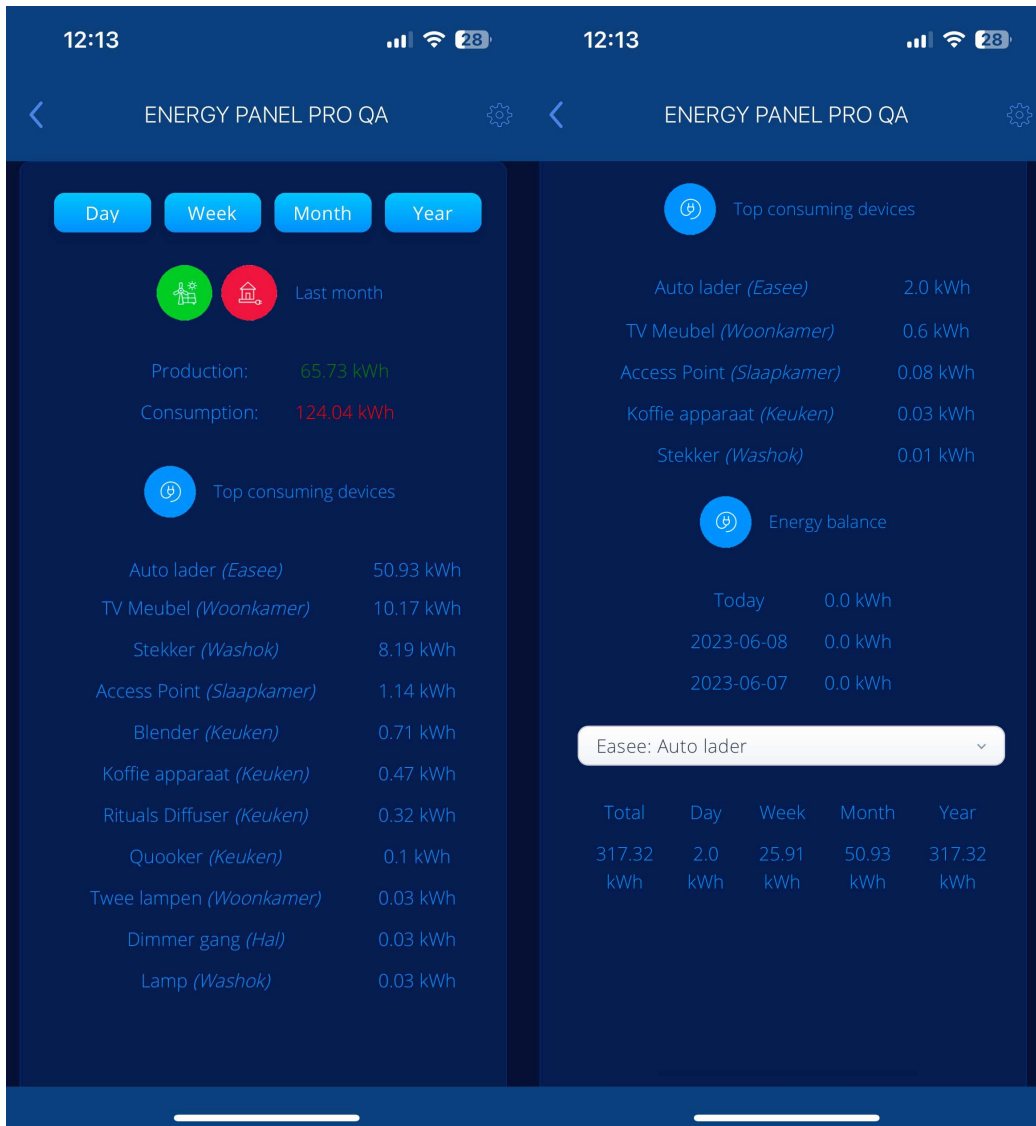 12:13
28
ENERGY PANEL PRO QA
Day Week Month Year
Last month
Production: 65.73 kWh
Consumption: 124.04 kWh
Top consuming devices
Auto lader (Easee) 50.93 kWh
TV Meubel (Woonkamer) 10.17 kWh
Stekker (Washok) 8.19 kWh
Access Point (Slaapkamer) 1.14 kWh
Blender (Keuken) 0.71 kWh
Koffie apparaat (Keuken) 0.47 kWh
Rituals Diffuser (Keuken) 0.32 kWh
Quooker (Keuken) 0.1 kWh
Twee lampen (Woonkamer) 0.03 kWh
Dimmer gang (Hal) 0.03 kWh
Lamp (Washok) 0.03 kWh
12:13
28
ENERGY PANEL PRO QA
Top consuming devices
Auto lader (Easee) 2.0 kWh
TV Meubel (Woonkamer) 0.6 kWh
Access Point (Slaapkamer) 0.08 kWh
Koffie apparaat (Keuken) 0.03 kWh
Stekker (Washok) 0.01 kWh
Energy balance
Today 0.0 kWh
2023-06-08 0.0 kWh
2023-06-07 0.0 kWh
Easee: Auto lader
Total Day Week Month Year
317.32 2.0 25.91 50.93 317.32
kWh kWh kWh kWh kWh